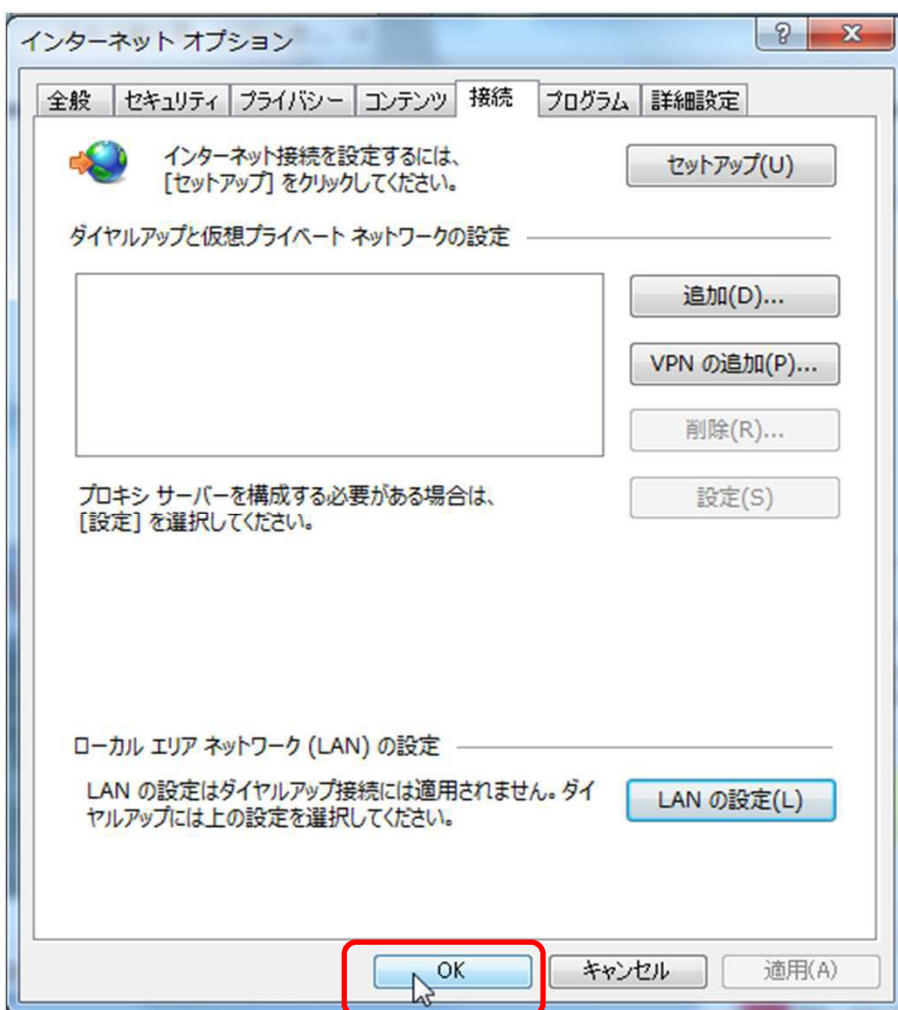 インターネット オプション
全般 セキュリティ プライバシー コンテンツ 接続 プログラム 詳細設定
インターネット接続を設定するには、
[セットアップ] をクリックしてください。
セットアップ(U)
ダイヤルアップと仮想プライベート ネットワークの設定
追加(D)...
VPN の追加(P)...
削除(R)...
プロキシ サーバーを構成する必要がある場合は、
[設定] を選択してください。
設定(S)
ローカル エリア ネットワーク (LAN) の設定
LAN の設定はダイヤルアップ接続には適用されません。ダイ
ヤルアップには上の設定を選択してください。
LAN の設定(L)
OK キャンセル 適用(A)